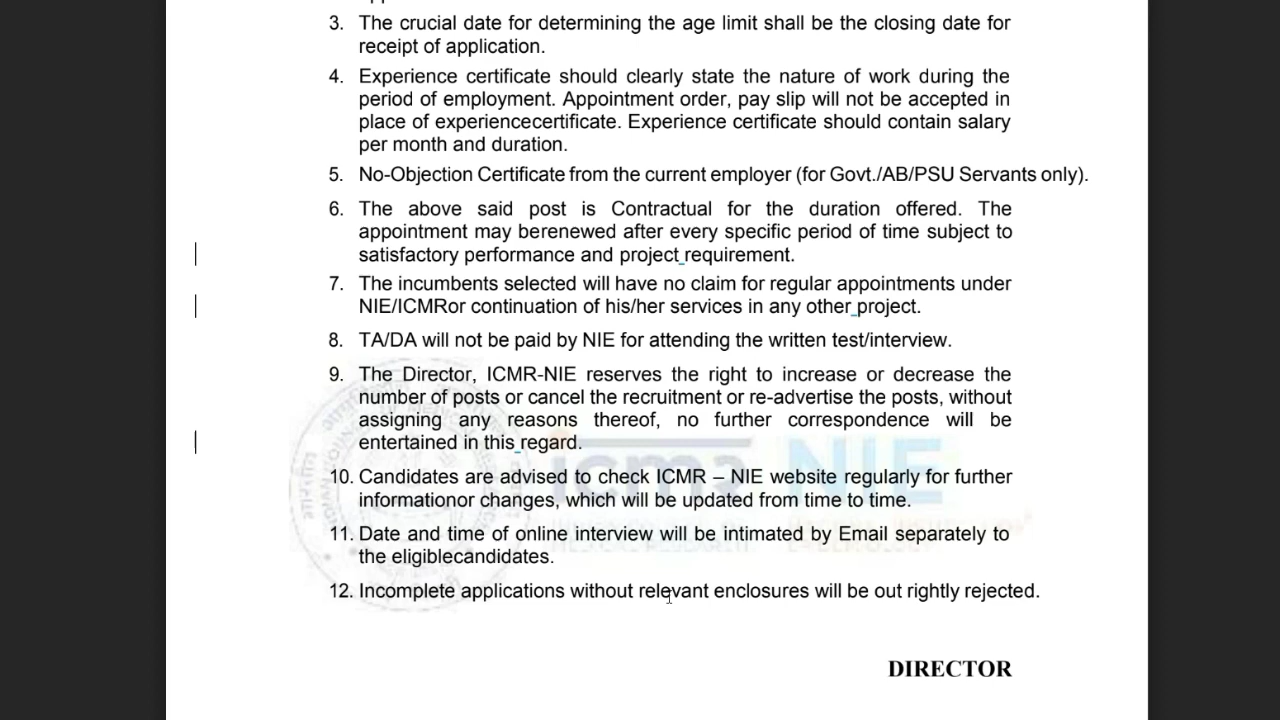 3. The crucial date for determining the age limit shall be the closing date for
receipt of application.
4. Experience certificate should clearly state the nature of work during the
period of employment. Appointment order, pay slip will not be accepted in
place of experiencecertificate. Experience certificate should contain salary
per month and duration.
5. No-Objection Certificate from the current employer (for Govt./AB/PSU Servants only).
6. The above said post is Contractual for the duration offered. The
appointment may berenewed after every specific period of time subject to
satisfactory performance and project requirement.
7. The incumbents selected will have no claim for regular appointments under
NIE/ICMRor continuation of his/her services in any other project.
8. TA/DA will not be paid by NIE for attending the written test/interview.
9. The Director, ICMR-NIE reserves the right to increase or decrease the
number of posts or cancel the recruitment or re-advertise the posts, without
assigning any reasons thereof, no further correspondence will be
entertained in this regard.
icmr NIE
10. Candidates are advised to check ICMR – NIE website regularly for further
informationor changes, which will be updated from time to time.
11. Date and time of online interview will be intimated by Email separately to
the eligiblecandidates.
12. Incomplete applications without relevant enclosures will be out rightly rejected.
DIRECTOR